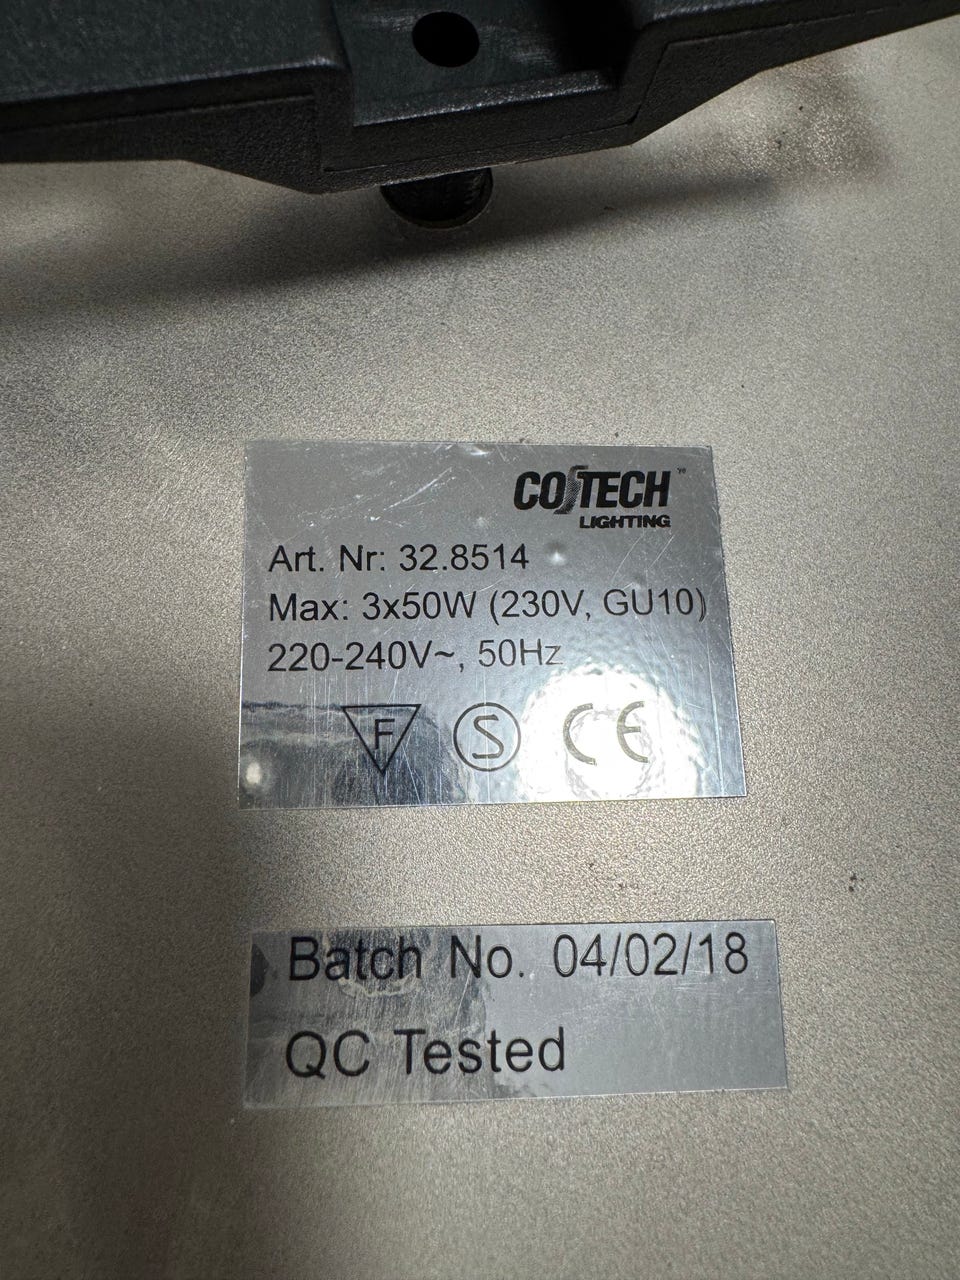 COTECH™
LIGHTING
Art. Nr: 32.8514
Max: 3x50W (230V, GU10)
220-240V~, 50Hz
F S CE
Batch No. 04/02/18
QC Tested